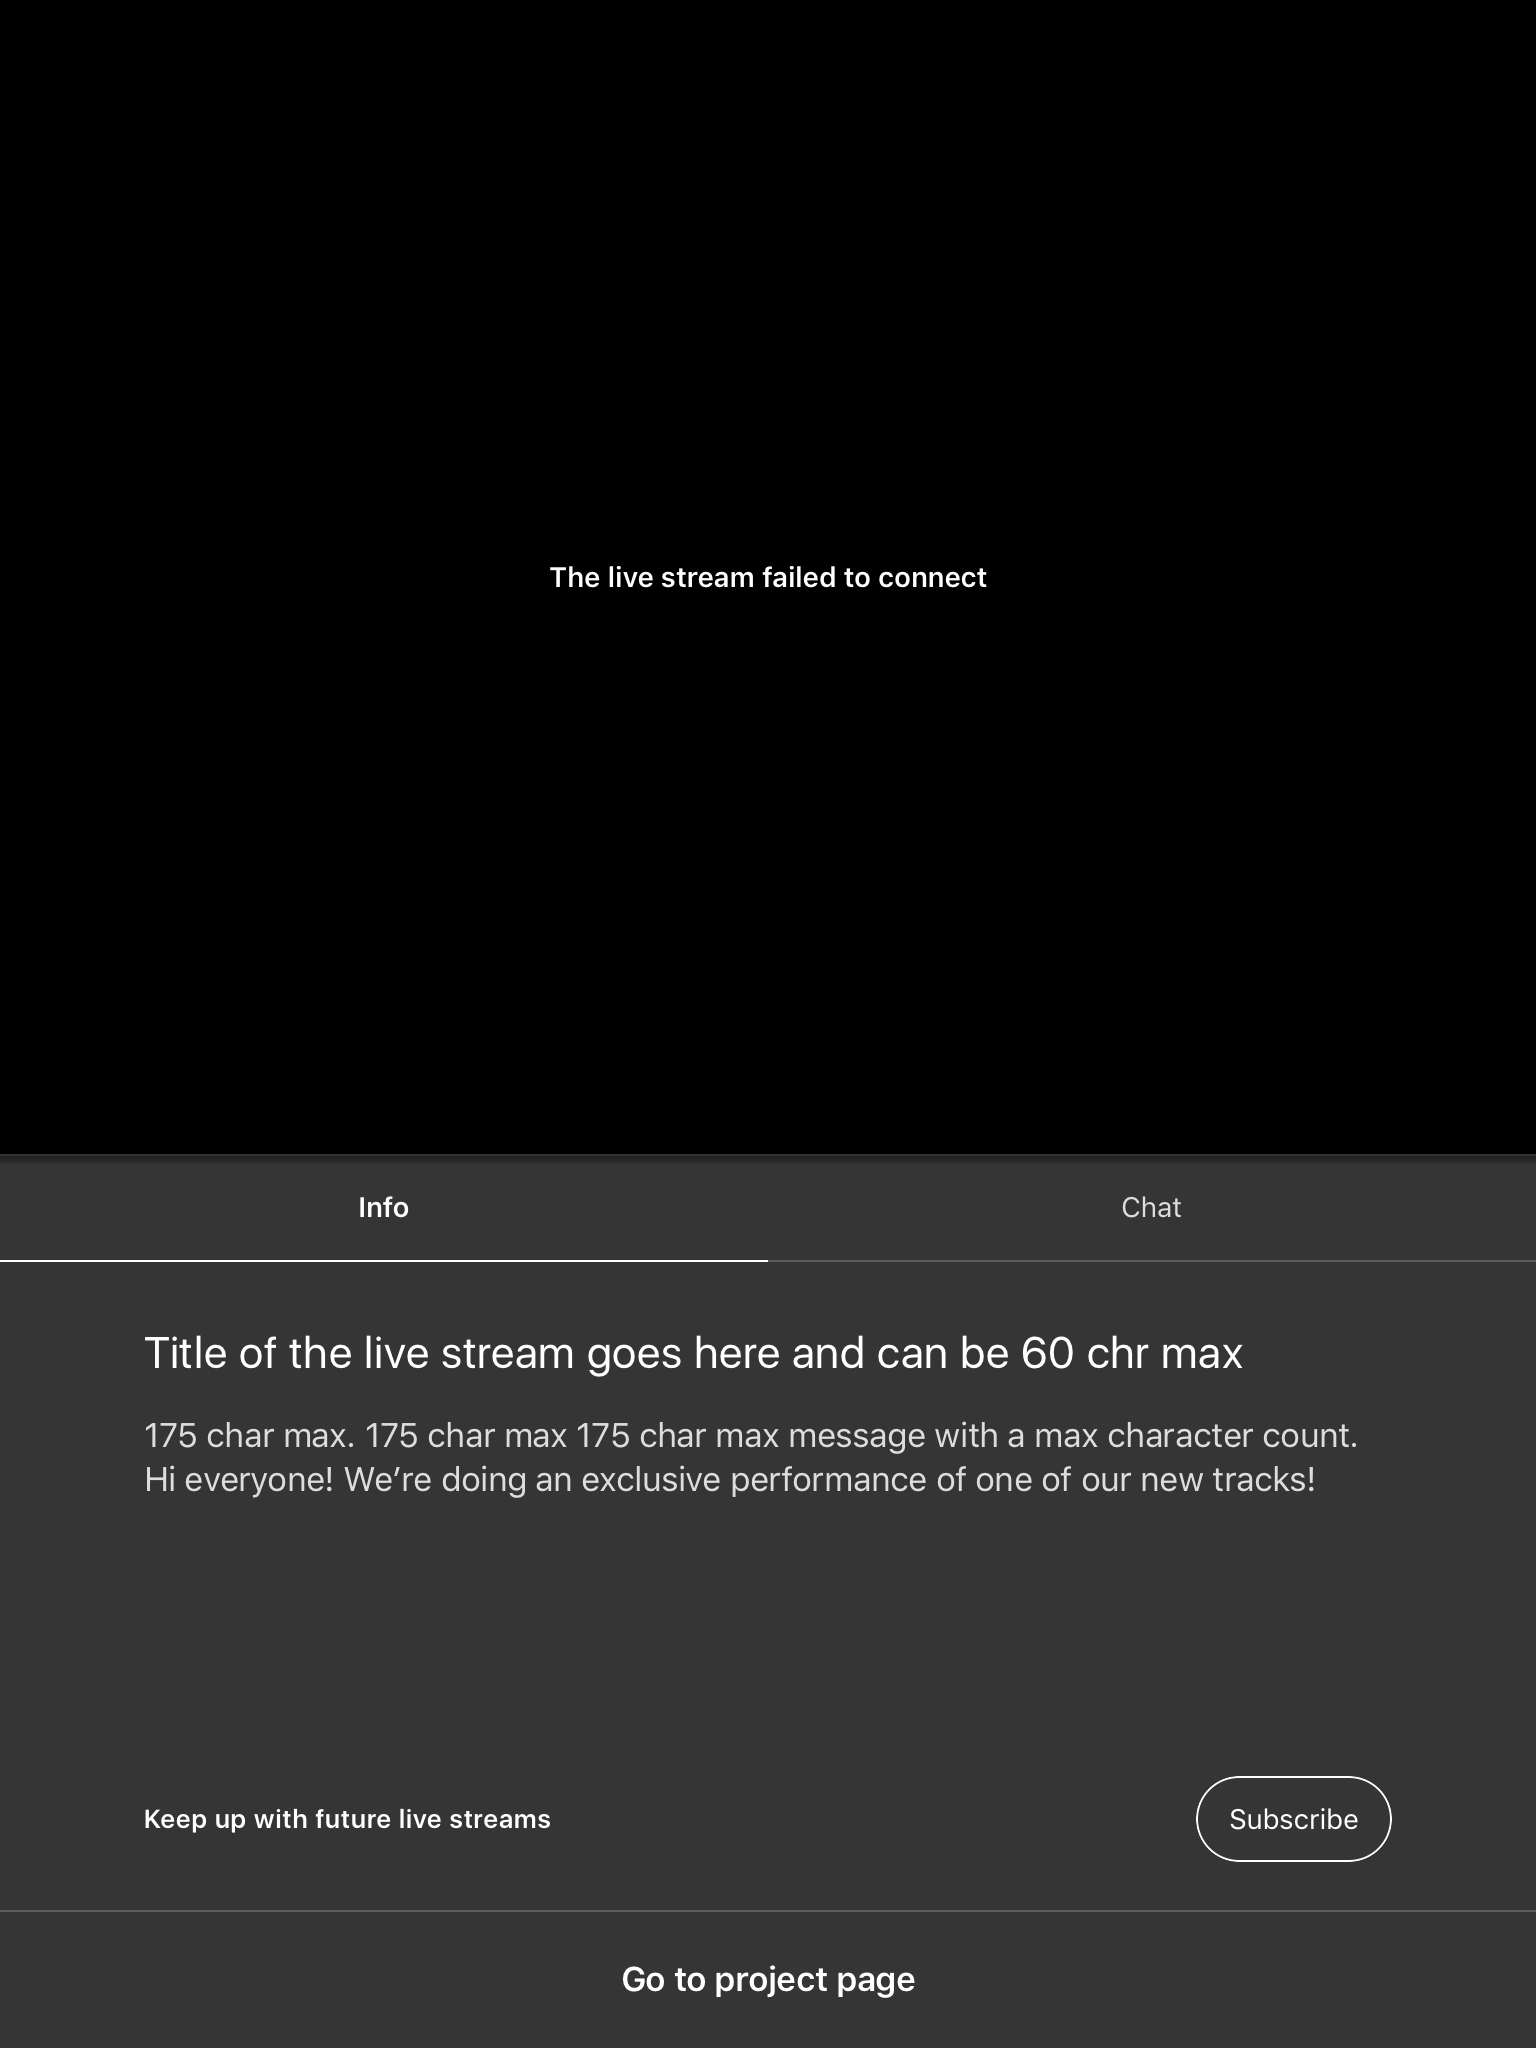 The live stream failed to connect
Info
Chat
Title of the live stream goes here and can be 60 chr max
175 char max. 175 char max 175 char max message with a max character count.
Hi everyone! We’re doing an exclusive performance of one of our new tracks!
Keep up with future live streams
Subscribe
Go to project page